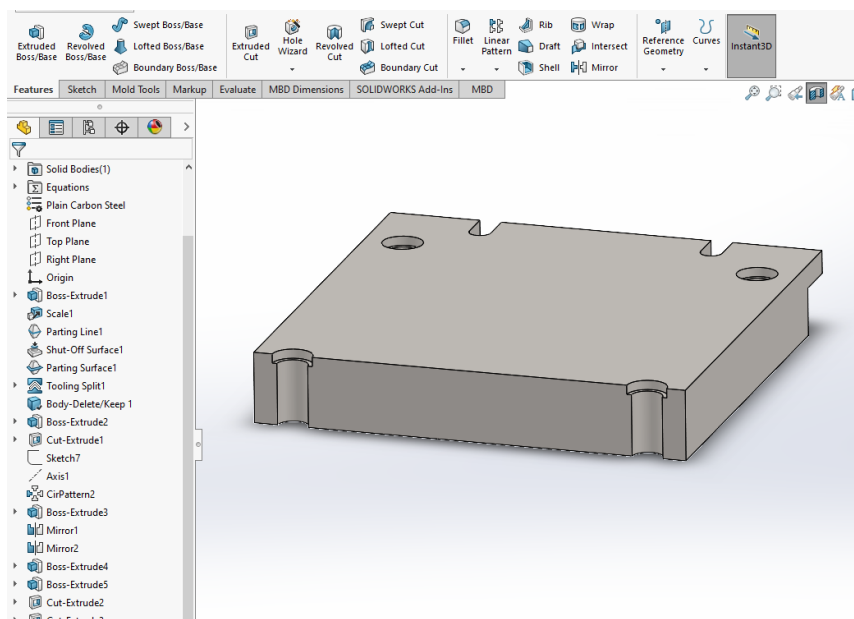 Extruded Boss/Base
Revolved Boss/Base
Swept Boss/Base
Lofted Boss/Base
Boundary Boss/Base
Extruded Cut
Hole Wizard
Revolved Cut
Swept Cut
Lofted Cut
Boundary Cut
Fillet
Linear Pattern
Rib
Draft
Shell
Wrap
Intersect
Mirror
Reference Geometry
Curves
Instant3D
Features
Sketch
Mold Tools
Markup
Evaluate
MBD Dimensions
SOLIDWORKS Add-Ins
MBD
Solid Bodies(1)
Equations
Plain Carbon Steel
Front Plane
Top Plane
Right Plane
Origin
Boss-Extrude1
Scale1
Parting Line1
Shut-Off Surface1
Parting Surface1
Tooling Split1
Body-Delete/Keep 1
Boss-Extrude2
Cut-Extrude1
Sketch7
Axis1
CirPattern2
Boss-Extrude3
Mirror1
Mirror2
Boss-Extrude4
Boss-Extrude5
Cut-Extrude2